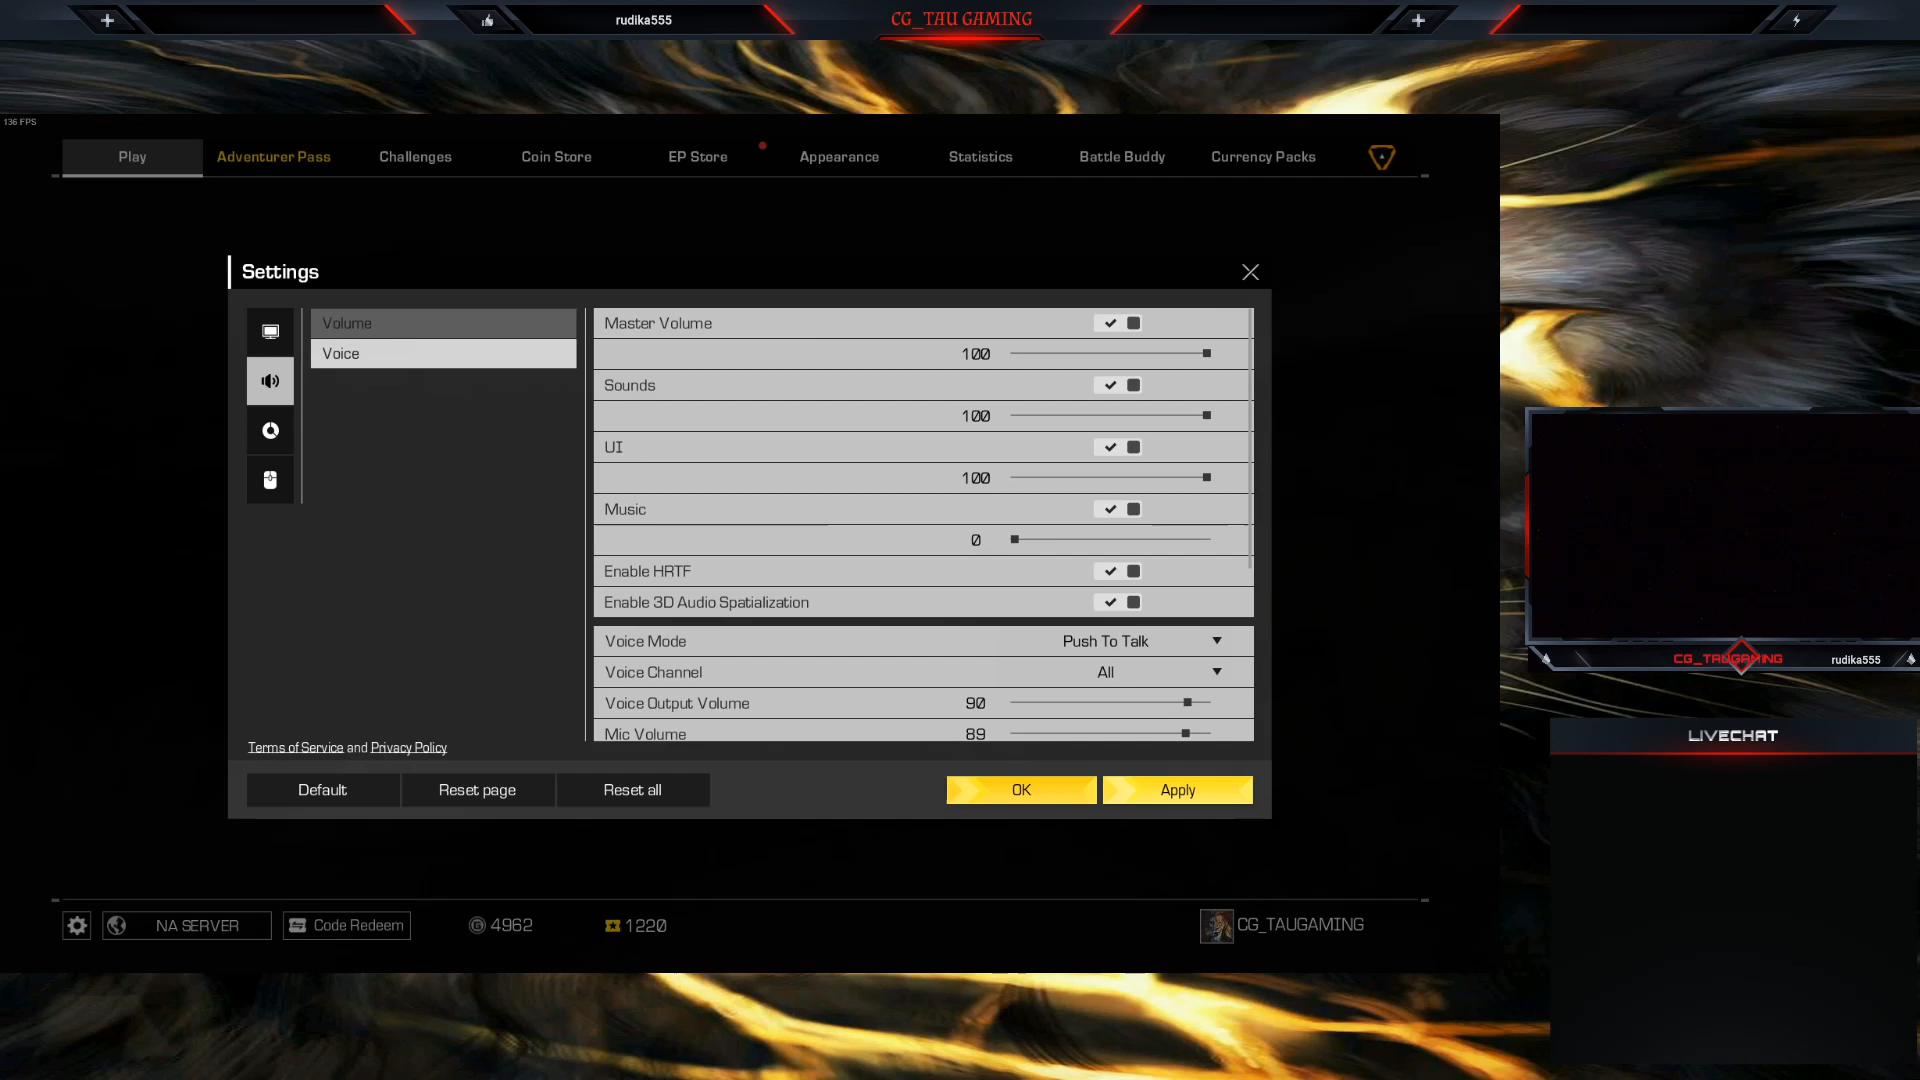 rudika555
CG_TAU GAMING
136 FPS
Play
Adventurer Pass
Challenges
Coin Store
EP Store
Appearance
Statistics
Battle Buddy
Currency Packs
Settings
Volume
Voice
Master Volume
100
Sounds
100
UI
100
Music
0
Enable HRTF
Enable 3D Audio Spatialization
Voice Mode Push To Talk
Voice Channel All
Voice Output Volume 90
Mic Volume 89
Terms of Service and Privacy Policy
Default
Reset page
Reset all
OK
Apply
NA SERVER
Code Redeem
4962
1220
CG_TAUGAMING
CG_TAUGAMING
rudika555
LIVECHAT